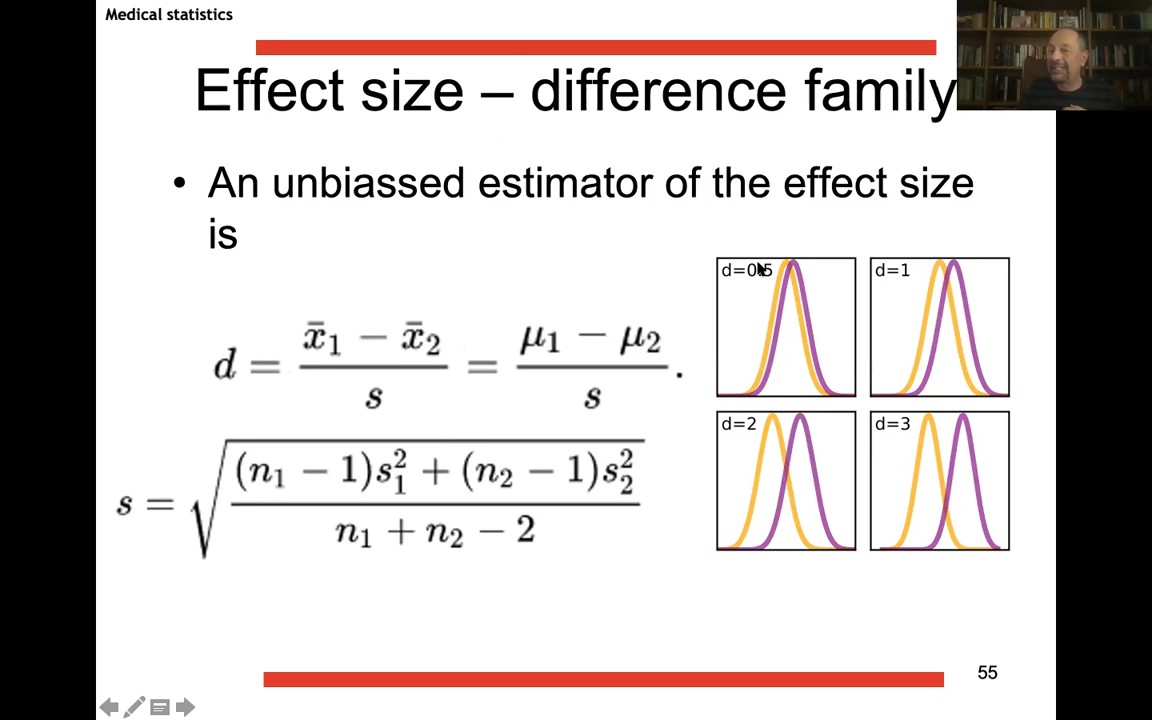 Medical statistics
Effect size – difference family
• An unbiassed estimator of the effect size
is
d = (x̄₁ − x̄₂) / s = (μ₁ − μ₂) / s .
s = √(((n₁ − 1)s₁² + (n₂ − 1)s₂²) / (n₁ + n₂ − 2))
d=0.5
d=1
d=2
d=3
55